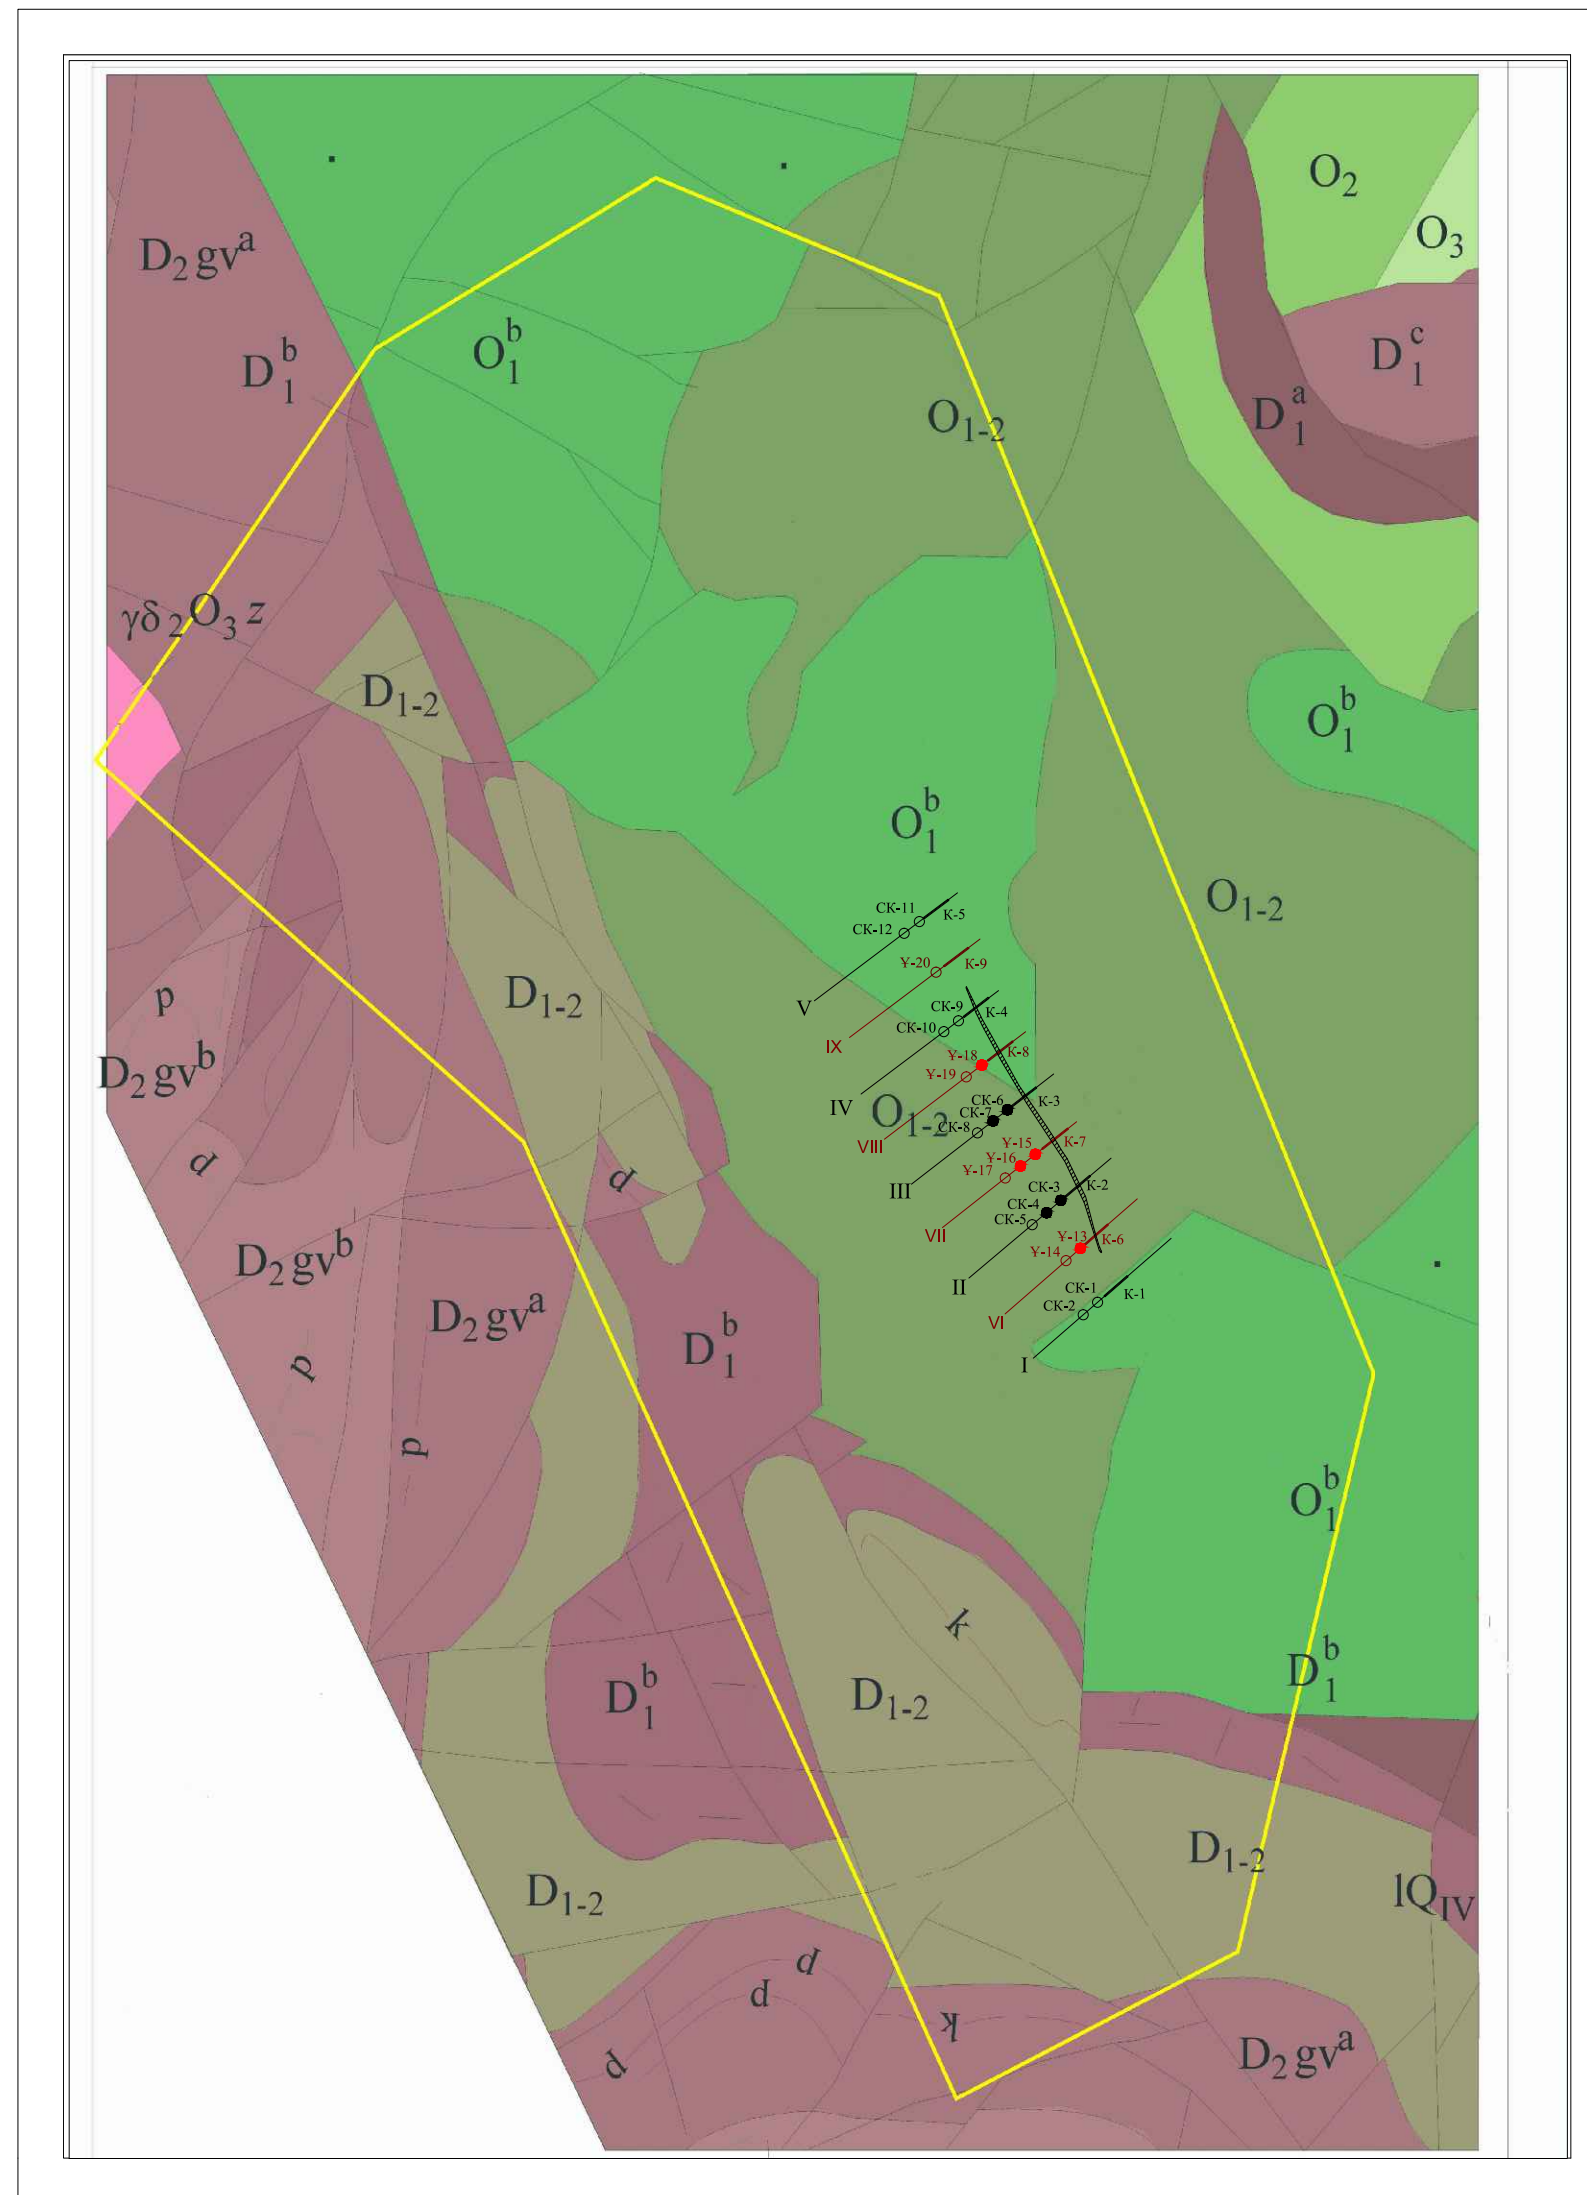 O₂
O₃
D₂gvᵃ
O₁ᵇ
D₁ᶜ
D₁ᵇ
D₁ᵃ
O₁₋₂
γδ₂O₃z
D₁₋₂
O₁ᵇ
O₁ᵇ
O₁₋₂
СК-11
К-5
СК-12
Ұ-20
К-9
D₁₋₂
p
V
СК-9
К-4
СК-10
IX
Ұ-18
К-8
D₂gvᵇ
Ұ-19
IV
СК-6
К-3
O₁₋₂
СК-7
СК-8
VIII
Ұ-15
К-7
Ұ-16
d
Ұ-17
d
III
СК-3
К-2
СК-4
СК-5
VII
Ұ-13
К-6
Ұ-14
D₂gvᵇ
II
СК-1
К-1
СК-2
VI
D₂gvᵃ
D₁ᵇ
I
p
p
O₁ᵇ
k
D₁ᵇ
D₁ᵇ
D₁₋₂
D₁₋₂
D₁₋₂
lQ_IV
d
p
k
D₂gvᵃ
p